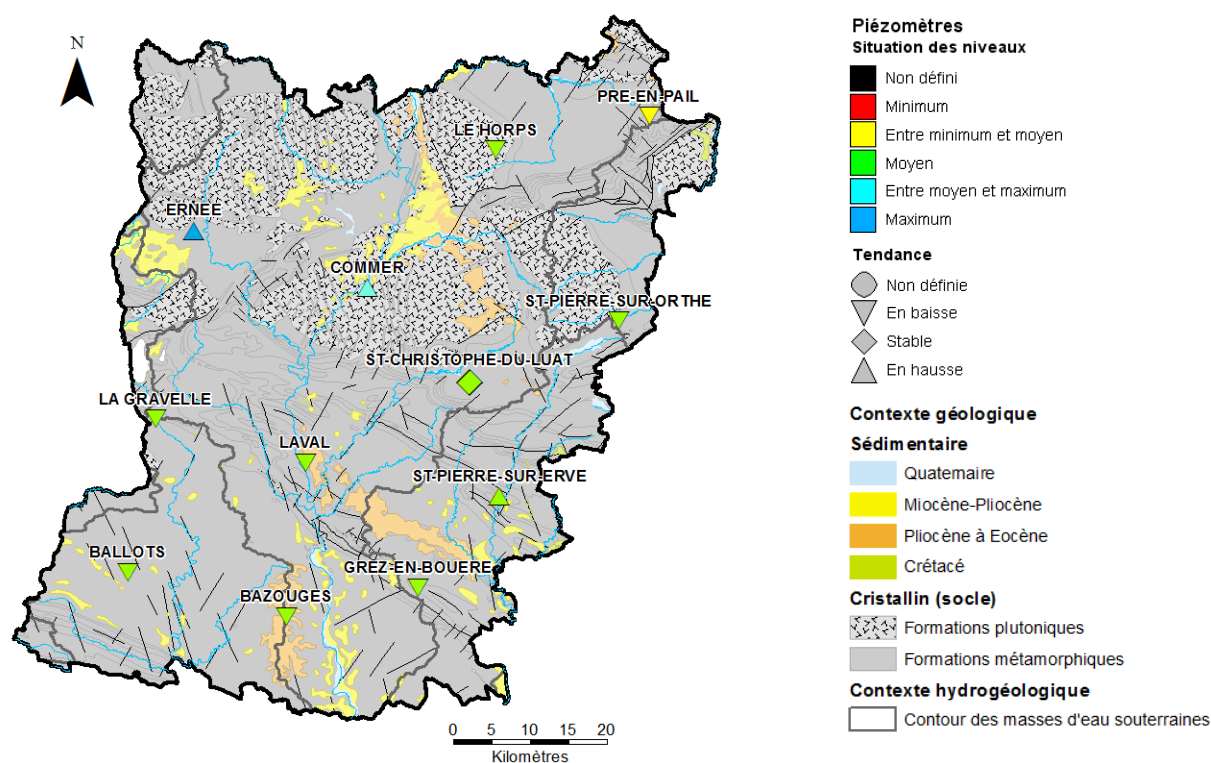 N
PRE-EN-PAIL
LE HORPS
ERNEE
COMMER
ST-PIERRE-SUR-ORTHE
ST-CHRISTOPHE-DU-LUAT
LA GRAVELLE
LAVAL
ST-PIERRE-SUR-ERVE
BALLOTS
GREZ-EN-BOUERE
BAZOUGES
0 5 10 15 20
Kilomètres
Piézomètres
Situation des niveaux
Non défini
Minimum
Entre minimum et moyen
Moyen
Entre moyen et maximum
Maximum
Tendance
Non définie
En baisse
Stable
En hausse
Contexte géologique
Sédimentaire
Quaternaire
Miocène-Pliocène
Pliocène à Eocène
Crétacé
Cristallin (socle)
Formations plutoniques
Formations métamorphiques
Contexte hydrogéologique
Contour des masses d'eau souterraines